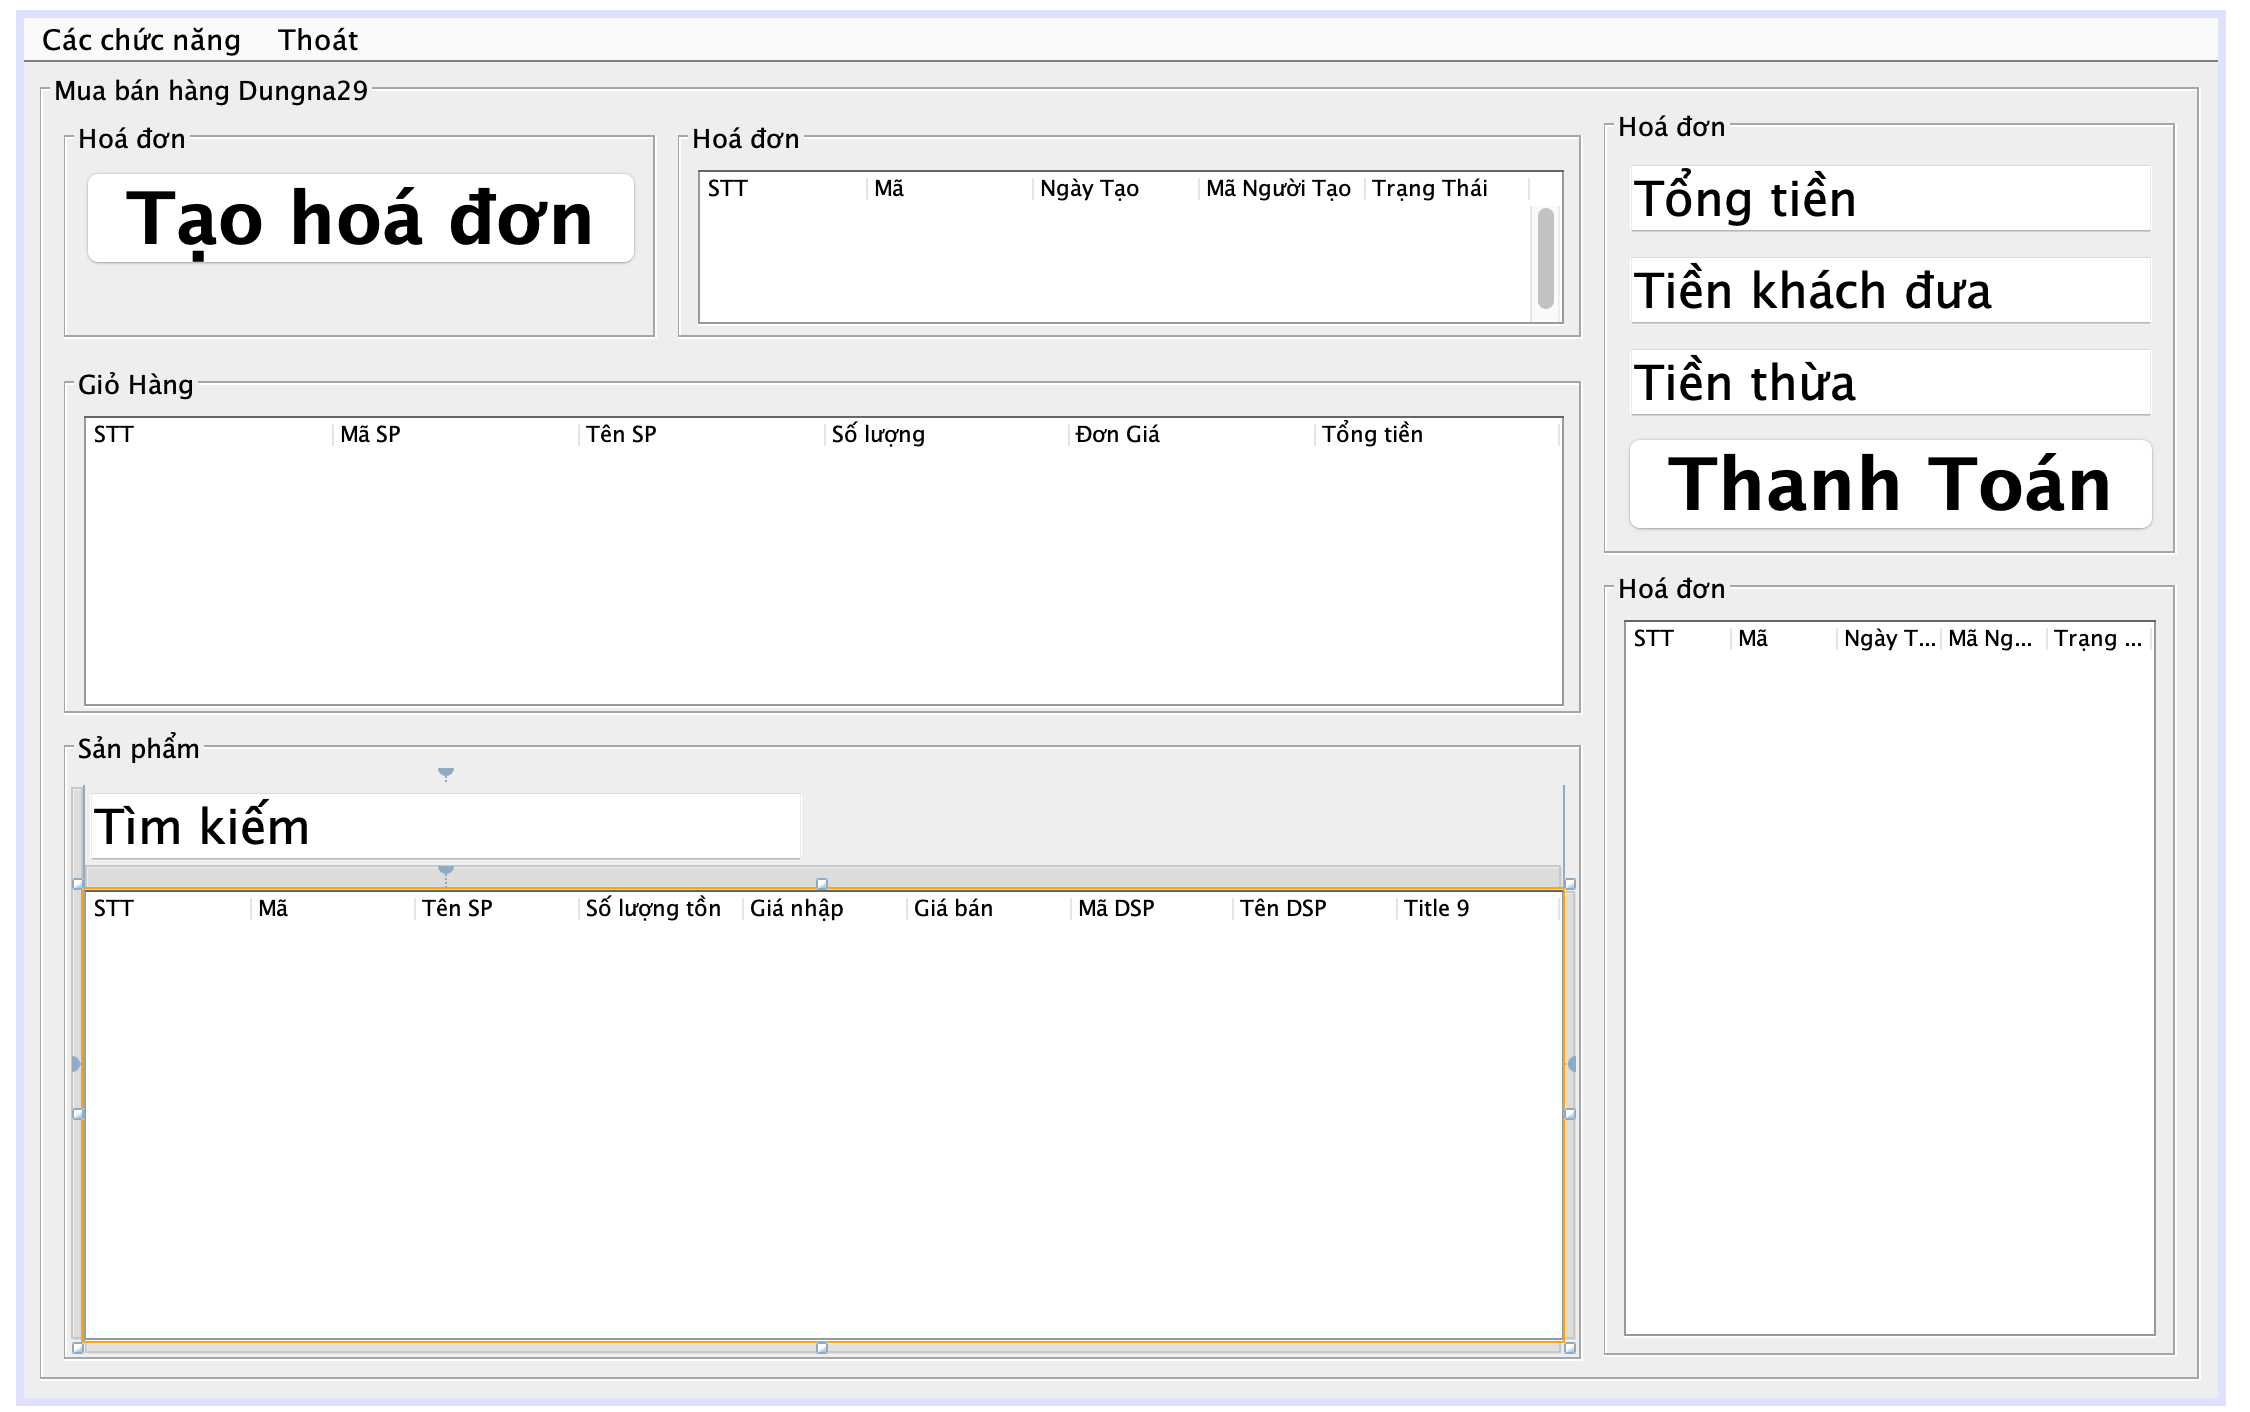 Các chức năng Thoát
Mua bán hàng Dungna29
Hoá đơn
Tạo hoá đơn
Hoá đơn
STT Mã Ngày Tạo Mã Người Tạo Trạng Thái
Hoá đơn
Tổng tiền
Tiền khách đưa
Tiền thừa
Thanh Toán
Giỏ Hàng
STT Mã SP Tên SP Số lượng Đơn Giá Tổng tiền
Hoá đơn
STT Mã Ngày T... Mã Ng... Trạng ...
Sản phẩm
Tìm kiếm
STT Mã Tên SP Số lượng tồn Giá nhập Giá bán Mã DSP Tên DSP Title 9